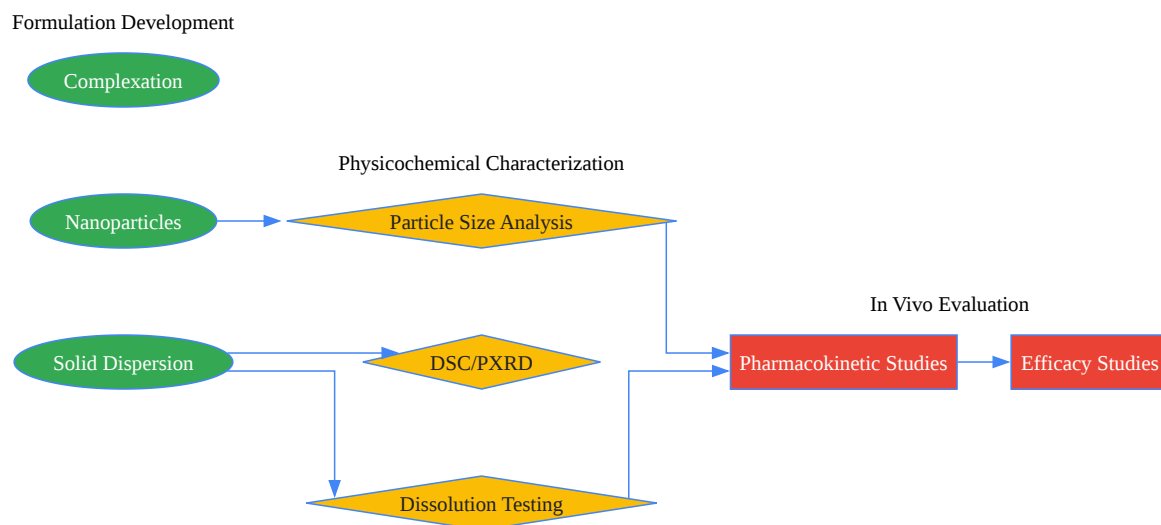 Formulation Development
Complexation
Physicochemical Characterization
Nanoparticles
Particle Size Analysis
In Vivo Evaluation
Solid Dispersion
DSC/PXRD
Pharmacokinetic Studies
Efficacy Studies
Dissolution Testing